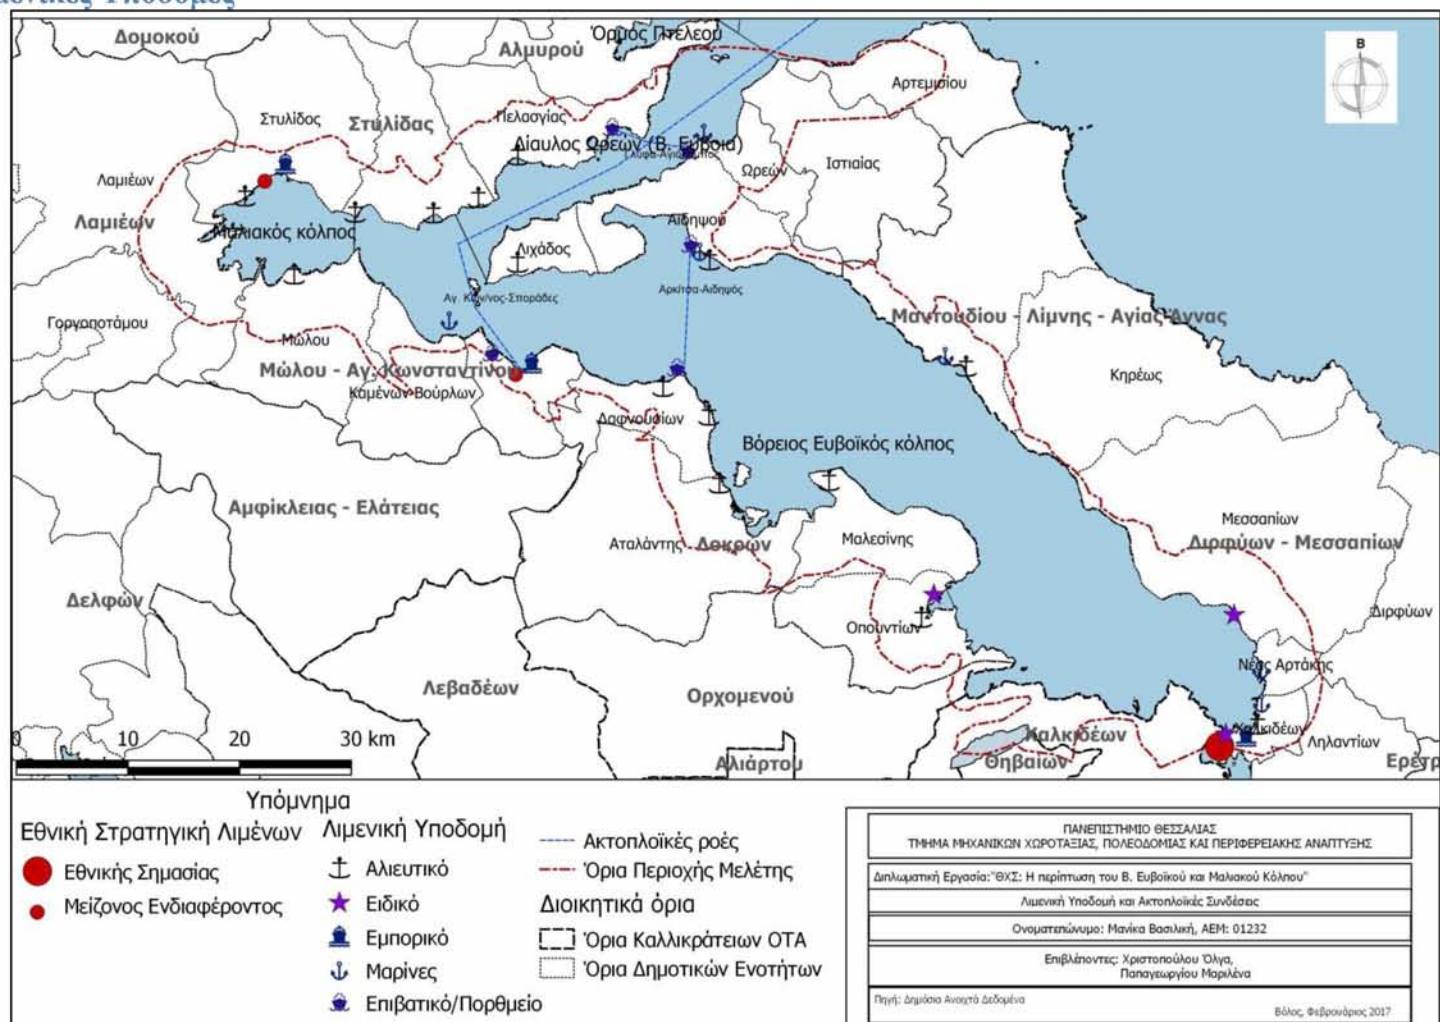 Δομοκού
Όρμος Πτελεού
Αλμυρού
Β
Αρτεμισίου
Στυλίδος
Στυλίδας
Πελασγίας
Δίαυλος Ωρεών (Β. Εύβοια)
Ιστιαίας
Ωρεών
Λαμιέων
Λαμιέων
Μαλιακός κόλπος
Αιδηψού
Λιχάδος
Αγ. Κων/νος-Σποράδες
Αρκίτσα-Αιδηψός
Γοργοποτάμου
Μώλου
Μαντουδίου - Λίμνης - Αγίας Άννας
Μώλου - Αγ. Κωνσταντίνου
Κηρέως
Καμένων Βούρλων
Δαφνουσίων
Βόρειος Ευβοϊκός κόλπος
Αμφίκλειας - Ελάτειας
Μεσσαπίων
Αταλάντης
Λοκρών
Μαλεσίνης
Διρφύων - Μεσσαπίων
Δελφών
Διρφύων
Οπουντίων
Νέας Αρτάκης
Λεβαδέων
Ορχομενού
Χαλκιδέων
Χαλκιδέων
Ληλαντίων
0 10 20 30 km
Αλιάρτου
Θηβαίων
Ερέτρ
Υπόμνημα
Εθνική Στρατηγική Λιμένων
Εθνικής Σημασίας
Μείζονος Ενδιαφέροντος
Λιμενική Υποδομή
Αλιευτικό
Ειδικό
Εμπορικό
Μαρίνες
Επιβατικό/Πορθμείο
Ακτοπλοϊκές ροές
Όρια Περιοχής Μελέτης
Διοικητικά όρια
Όρια Καλλικράτειων ΟΤΑ
Όρια Δημοτικών Ενοτήτων
ΠΑΝΕΠΙΣΤΗΜΙΟ ΘΕΣΣΑΛΙΑΣ
ΤΜΗΜΑ ΜΗΧΑΝΙΚΩΝ ΧΩΡΟΤΑΞΙΑΣ, ΠΟΛΕΟΔΟΜΙΑΣ ΚΑΙ ΠΕΡΙΦΕΡΕΙΑΚΗΣ ΑΝΑΠΤΥΞΗΣ
Διπλωματική Εργασία:"ΘΧΣ: Η περίπτωση του Β. Ευβοϊκού και Μαλιακού Κόλπου"
Λιμενική Υποδομή και Ακτοπλοϊκές Συνδέσεις
Ονοματεπώνυμο: Μανίκα Βασιλική, ΑΕΜ: 01232
Επιβλέποντες: Χριστοπούλου Όλγα,
Παπαγεωργίου Μαριλένα
Πηγή: Δημόσια Ανοιχτά Δεδομένα
Βόλος, Φεβρουάριος 2017